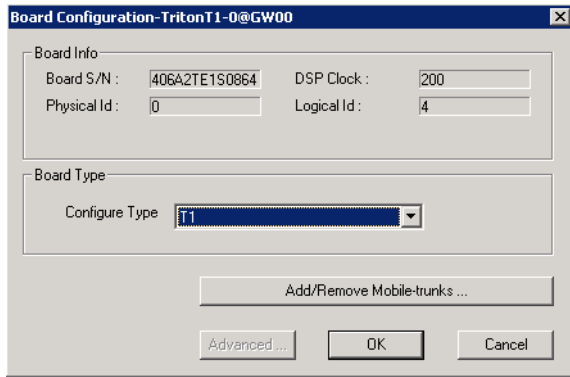 Board Configuration-TritonT1-0@GW00
Board Info
Board S/N : 406A2TE1S0864 DSP Clock : 200
Physical Id : 0 Logical Id : 4
Board Type
Configure Type T1
Add/Remove Mobile-trunks ...
Advanced ... OK Cancel